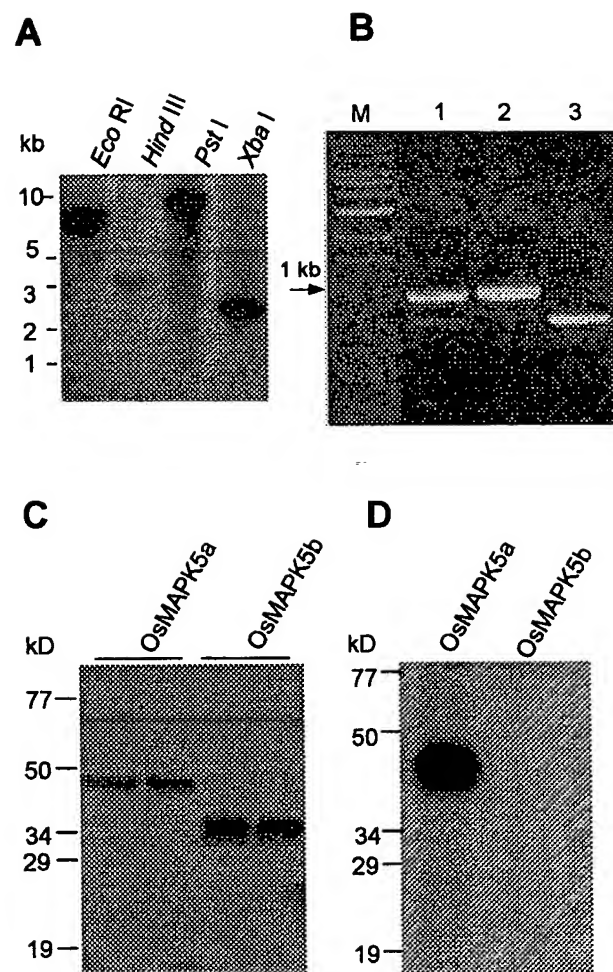 A
Eco RI
Hind III
Pst I
Xba I
kb
10
5
3
2
1
B
M 1 2 3
1 kb
C
OsMAPK5a
OsMAPK5b
kD
77
50
34
29
19
D
OsMAPK5a
OsMAPK5b
kD
77
50
34
29
19